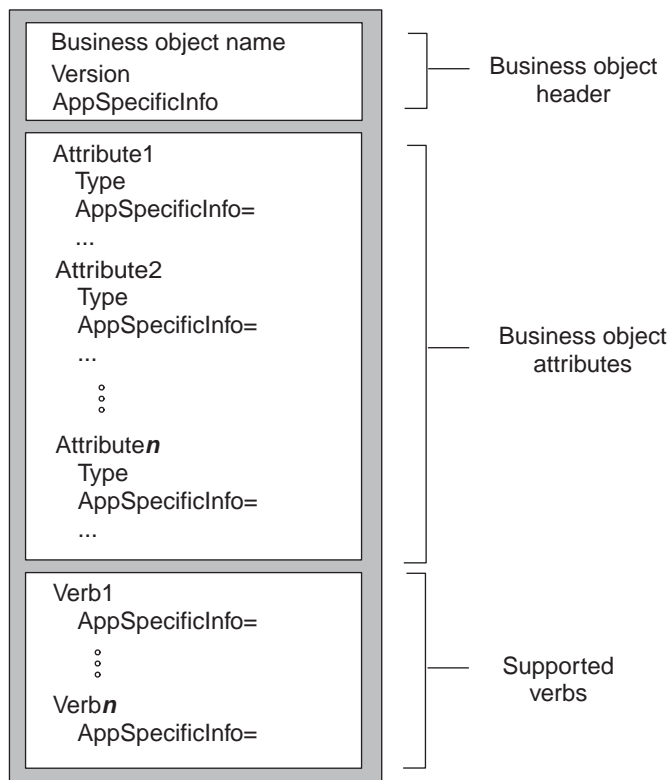 Business object name
Version
AppSpecificInfo
Business object
header
Attribute1
Type
AppSpecificInfo=
...
Attribute2
Type
AppSpecificInfo=
...
Attributen
Type
AppSpecificInfo=
...
Business object
attributes
Verb1
AppSpecificInfo=
Verbn
AppSpecificInfo=
Supported
verbs